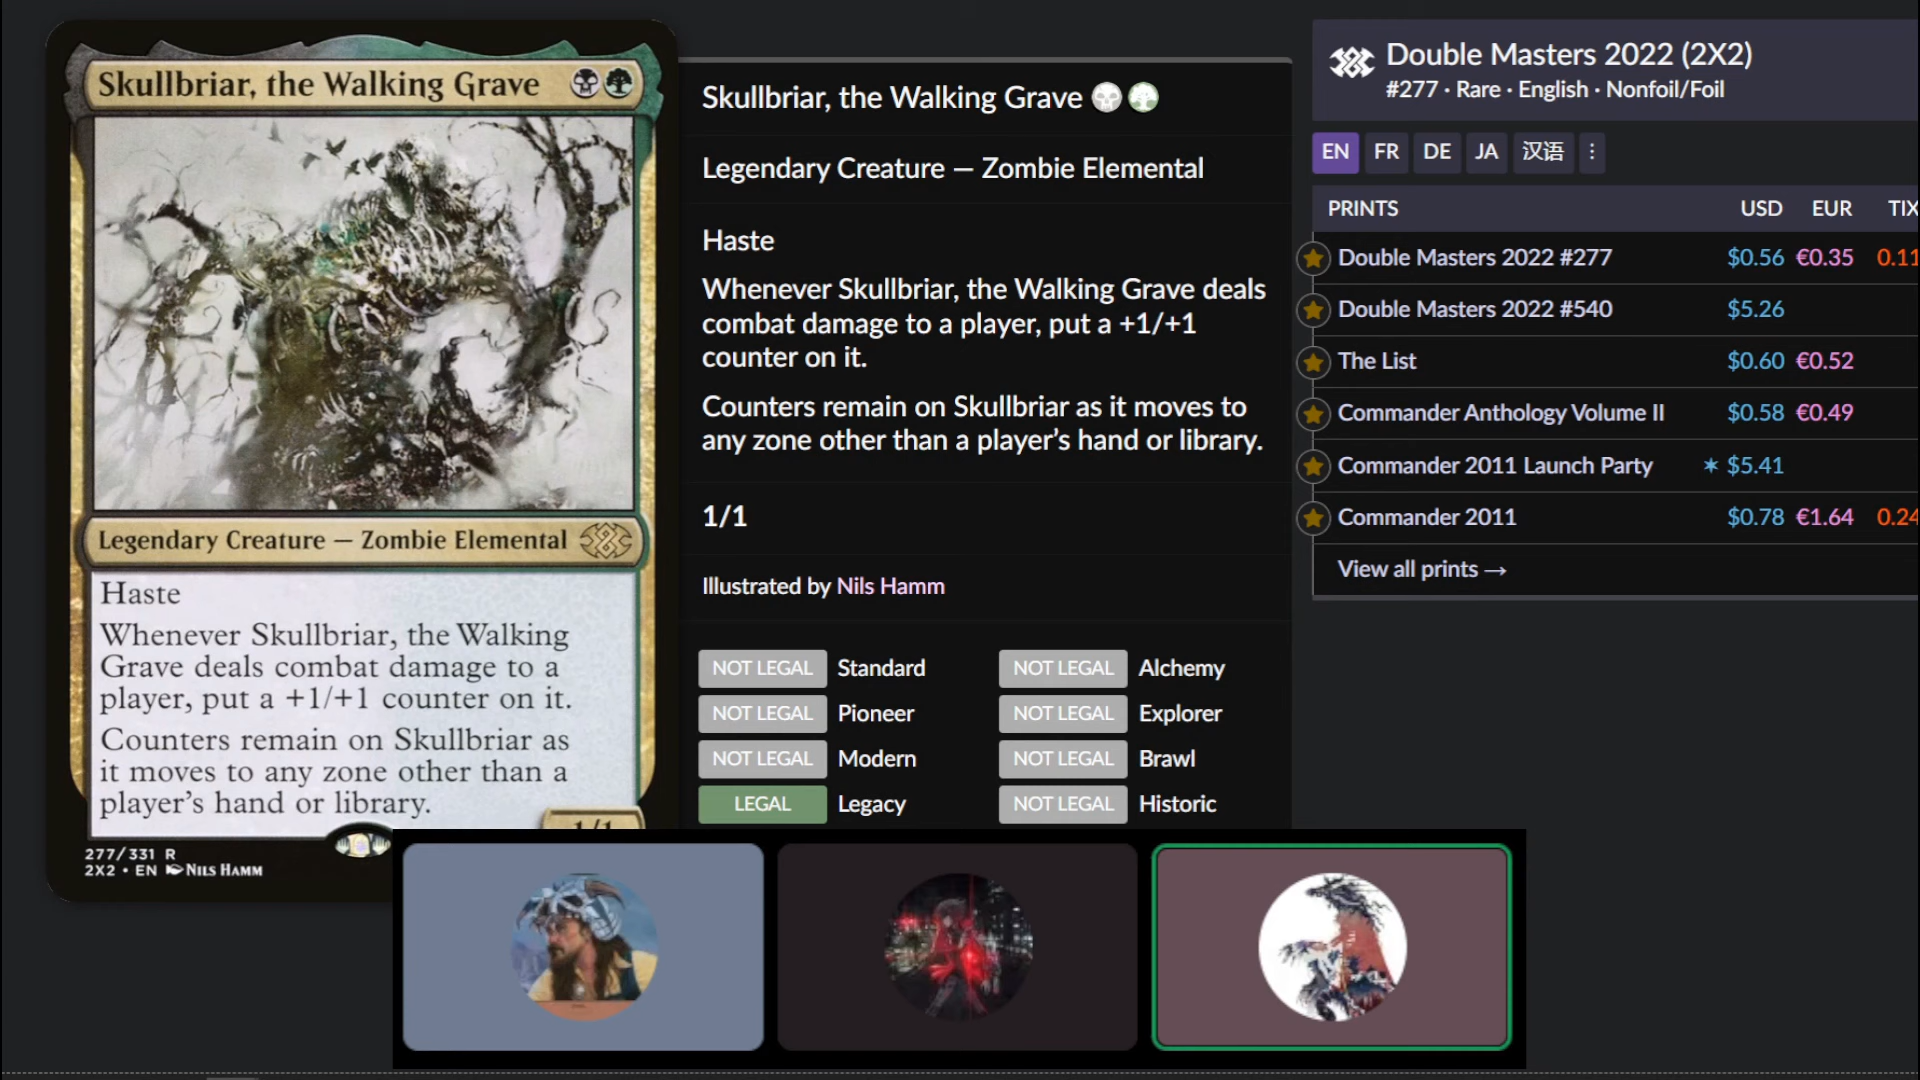 Skullbriar, the Walking Grave
Legendary Creature — Zombie Elemental
Haste
Whenever Skullbriar, the Walking
Grave deals combat damage to a
player, put a +1/+1 counter on it.
Counters remain on Skullbriar as
it moves to any zone other than a
player's hand or library.
1/1
277/331 R
2X2 • EN NILS HAMM
Skullbriar, the Walking Grave
Legendary Creature — Zombie Elemental
Haste
Whenever Skullbriar, the Walking Grave deals
combat damage to a player, put a +1/+1
counter on it.
Counters remain on Skullbriar as it moves to
any zone other than a player's hand or library.
1/1
Illustrated by Nils Hamm
NOT LEGAL Standard NOT LEGAL Alchemy
NOT LEGAL Pioneer NOT LEGAL Explorer
NOT LEGAL Modern NOT LEGAL Brawl
LEGAL Legacy NOT LEGAL Historic
Double Masters 2022 (2X2)
#277 · Rare · English · Nonfoil/Foil
EN FR DE JA 汉语 ⋮
PRINTS USD EUR TIX
Double Masters 2022 #277 $0.56 €0.35 0.11
Double Masters 2022 #540 $5.26
The List $0.60 €0.52
Commander Anthology Volume II $0.58 €0.49
Commander 2011 Launch Party ✶ $5.41
Commander 2011 $0.78 €1.64 0.24
View all prints →